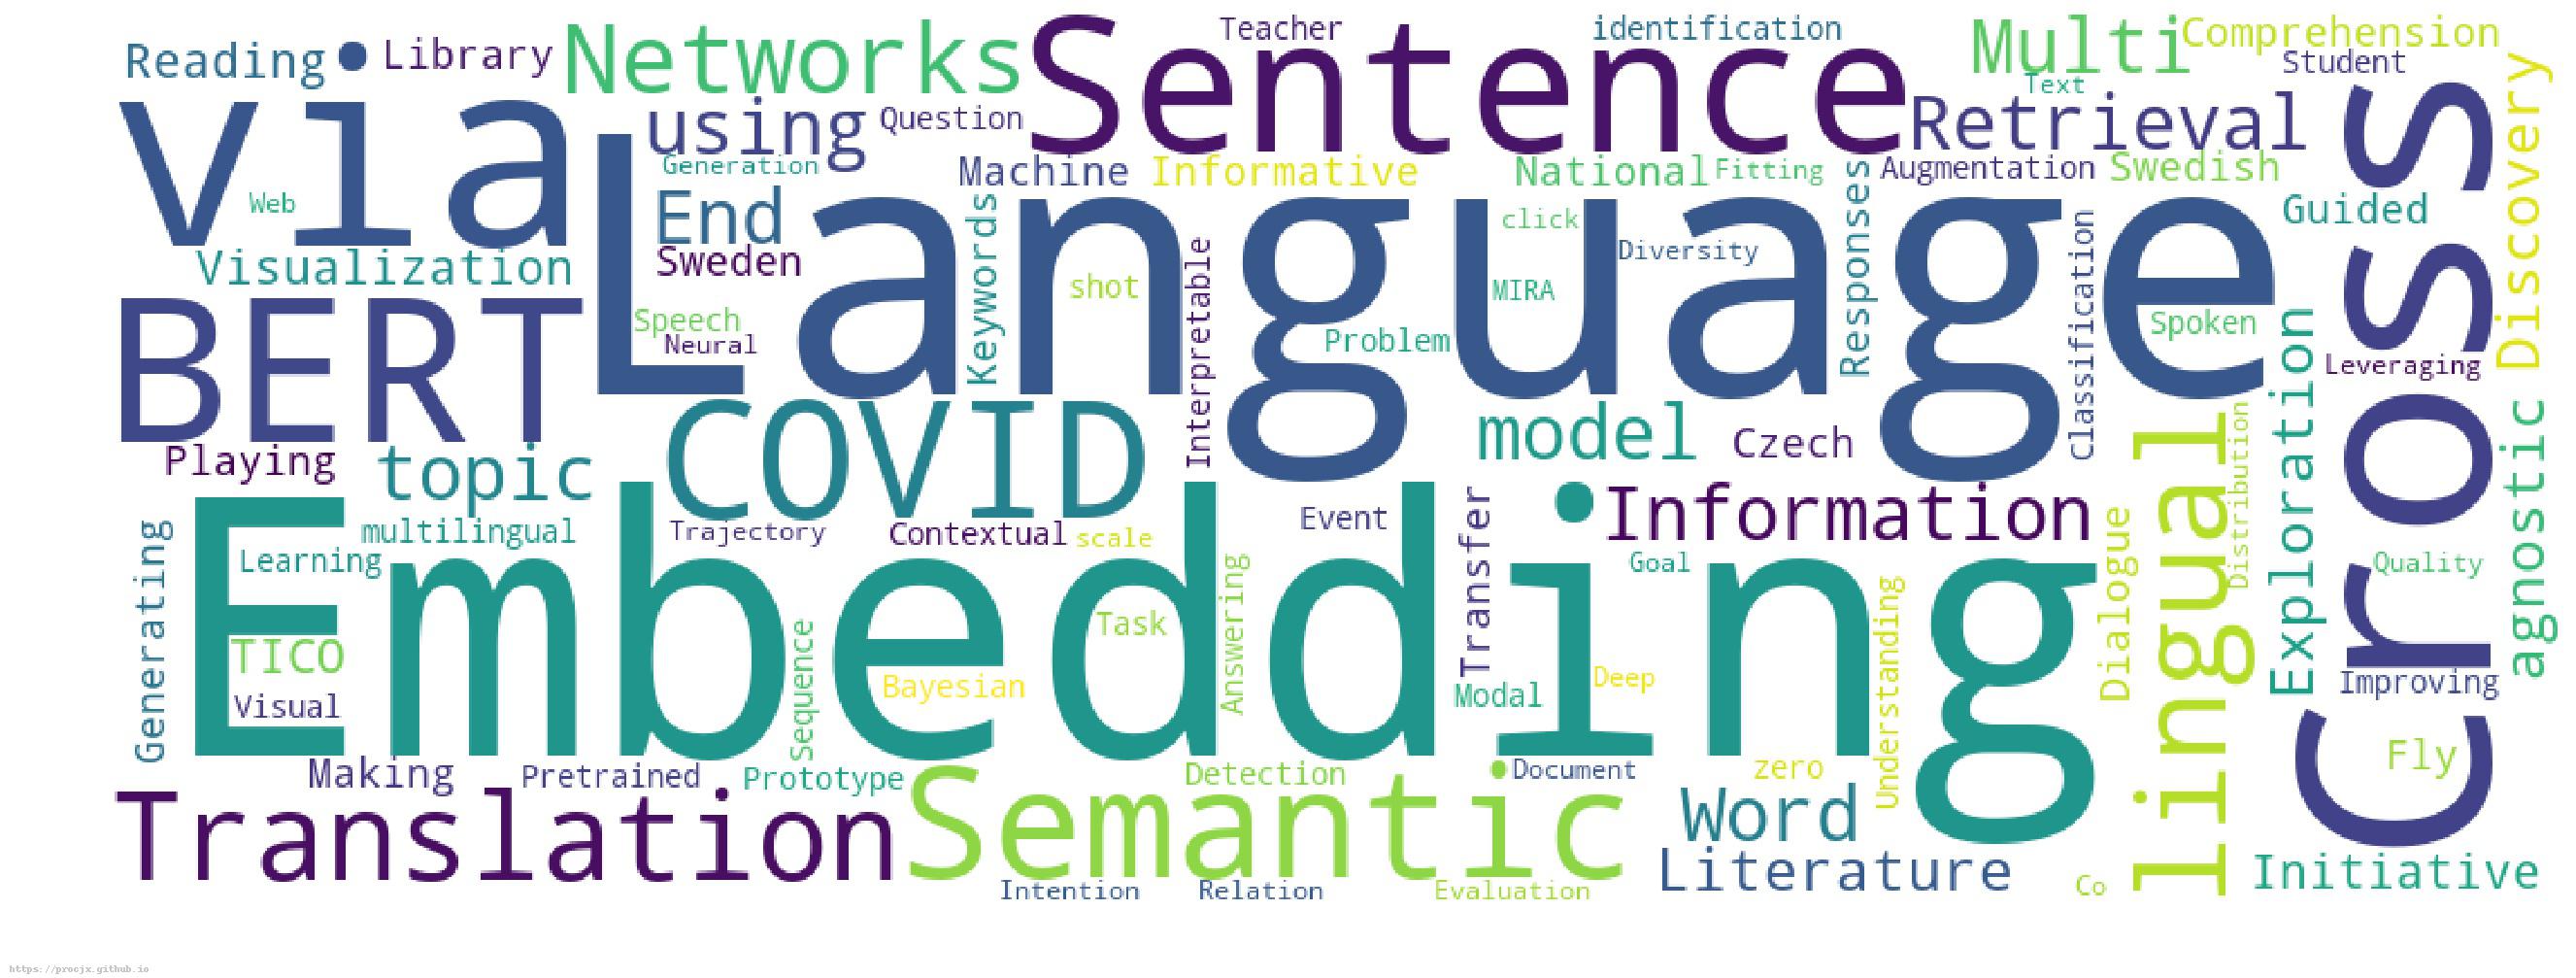 Reading
Library
Networks
Sentence
Teacher
identification
Multi
Comprehension
Student
Text
via
using
Question
Retrieval
Cross
Discovery
Generation
Machine
Informative
National
Fitting
Augmentation
Swedish
Web
End
Language
Keywords
click
Responses
Guided
Visualization
Sweden
Interpretable
Diversity
Classification
shot
MIRA
BERT
Speech
Neural
Problem
Spoken
Exploration
Leveraging
COVID
model
Czech
lingual
Distribution
agnostic
Playing
topic
Embedding
Information
Generating
multilingual
Trajectory
Contextual
scale
Event
Transfer
Dialogue
Learning
Answering
Goal
Quality
TICO
Sequence
Task
Understanding
Visual
Bayesian
Modal
Deep
Improving
Making
Pretrained
Prototype
Detection
Document
zero
Fly
Translation
Semantic
Word
Literature
Initiative
Intention
Relation
Evaluation
Co
https://procjx.github.io